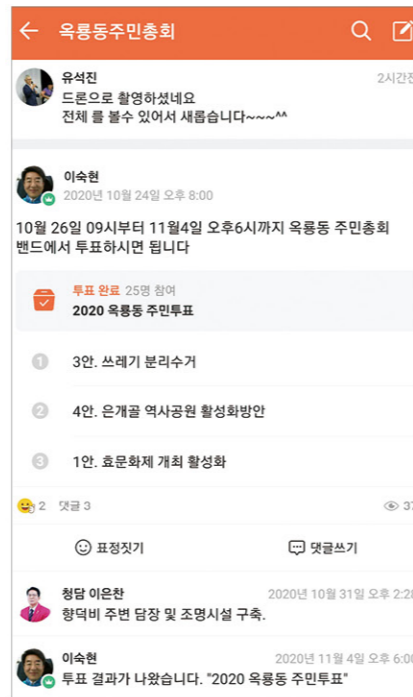 옥룡동주민총회
유석진
2시간전
드론으로 촬영하셨네요
전체 를 볼수 있어서 새롭습니다~~~^^
이숙현
2020년 10월 24일 오후 8:00
10월 26일 09시부터 11월4일 오후6시까지 옥룡동 주민총회
밴드에서 투표하시면 됩니다
투표 완료 25명 참여
2020 옥룡동 주민투표
1 3안. 쓰레기 분리수거
2 4안. 은개골 역사공원 활성화방안
3 1안. 효문화제 개최 활성화
2 댓글 3
37
표정짓기
댓글쓰기
청담 이은찬
2020년 10월 31일 오후 2:28
향덕비 주변 담장 및 조명시설 구축.
이숙현
2020년 11월 4일 오후 6:00
투표 결과가 나왔습니다. "2020 옥룡동 주민투표"